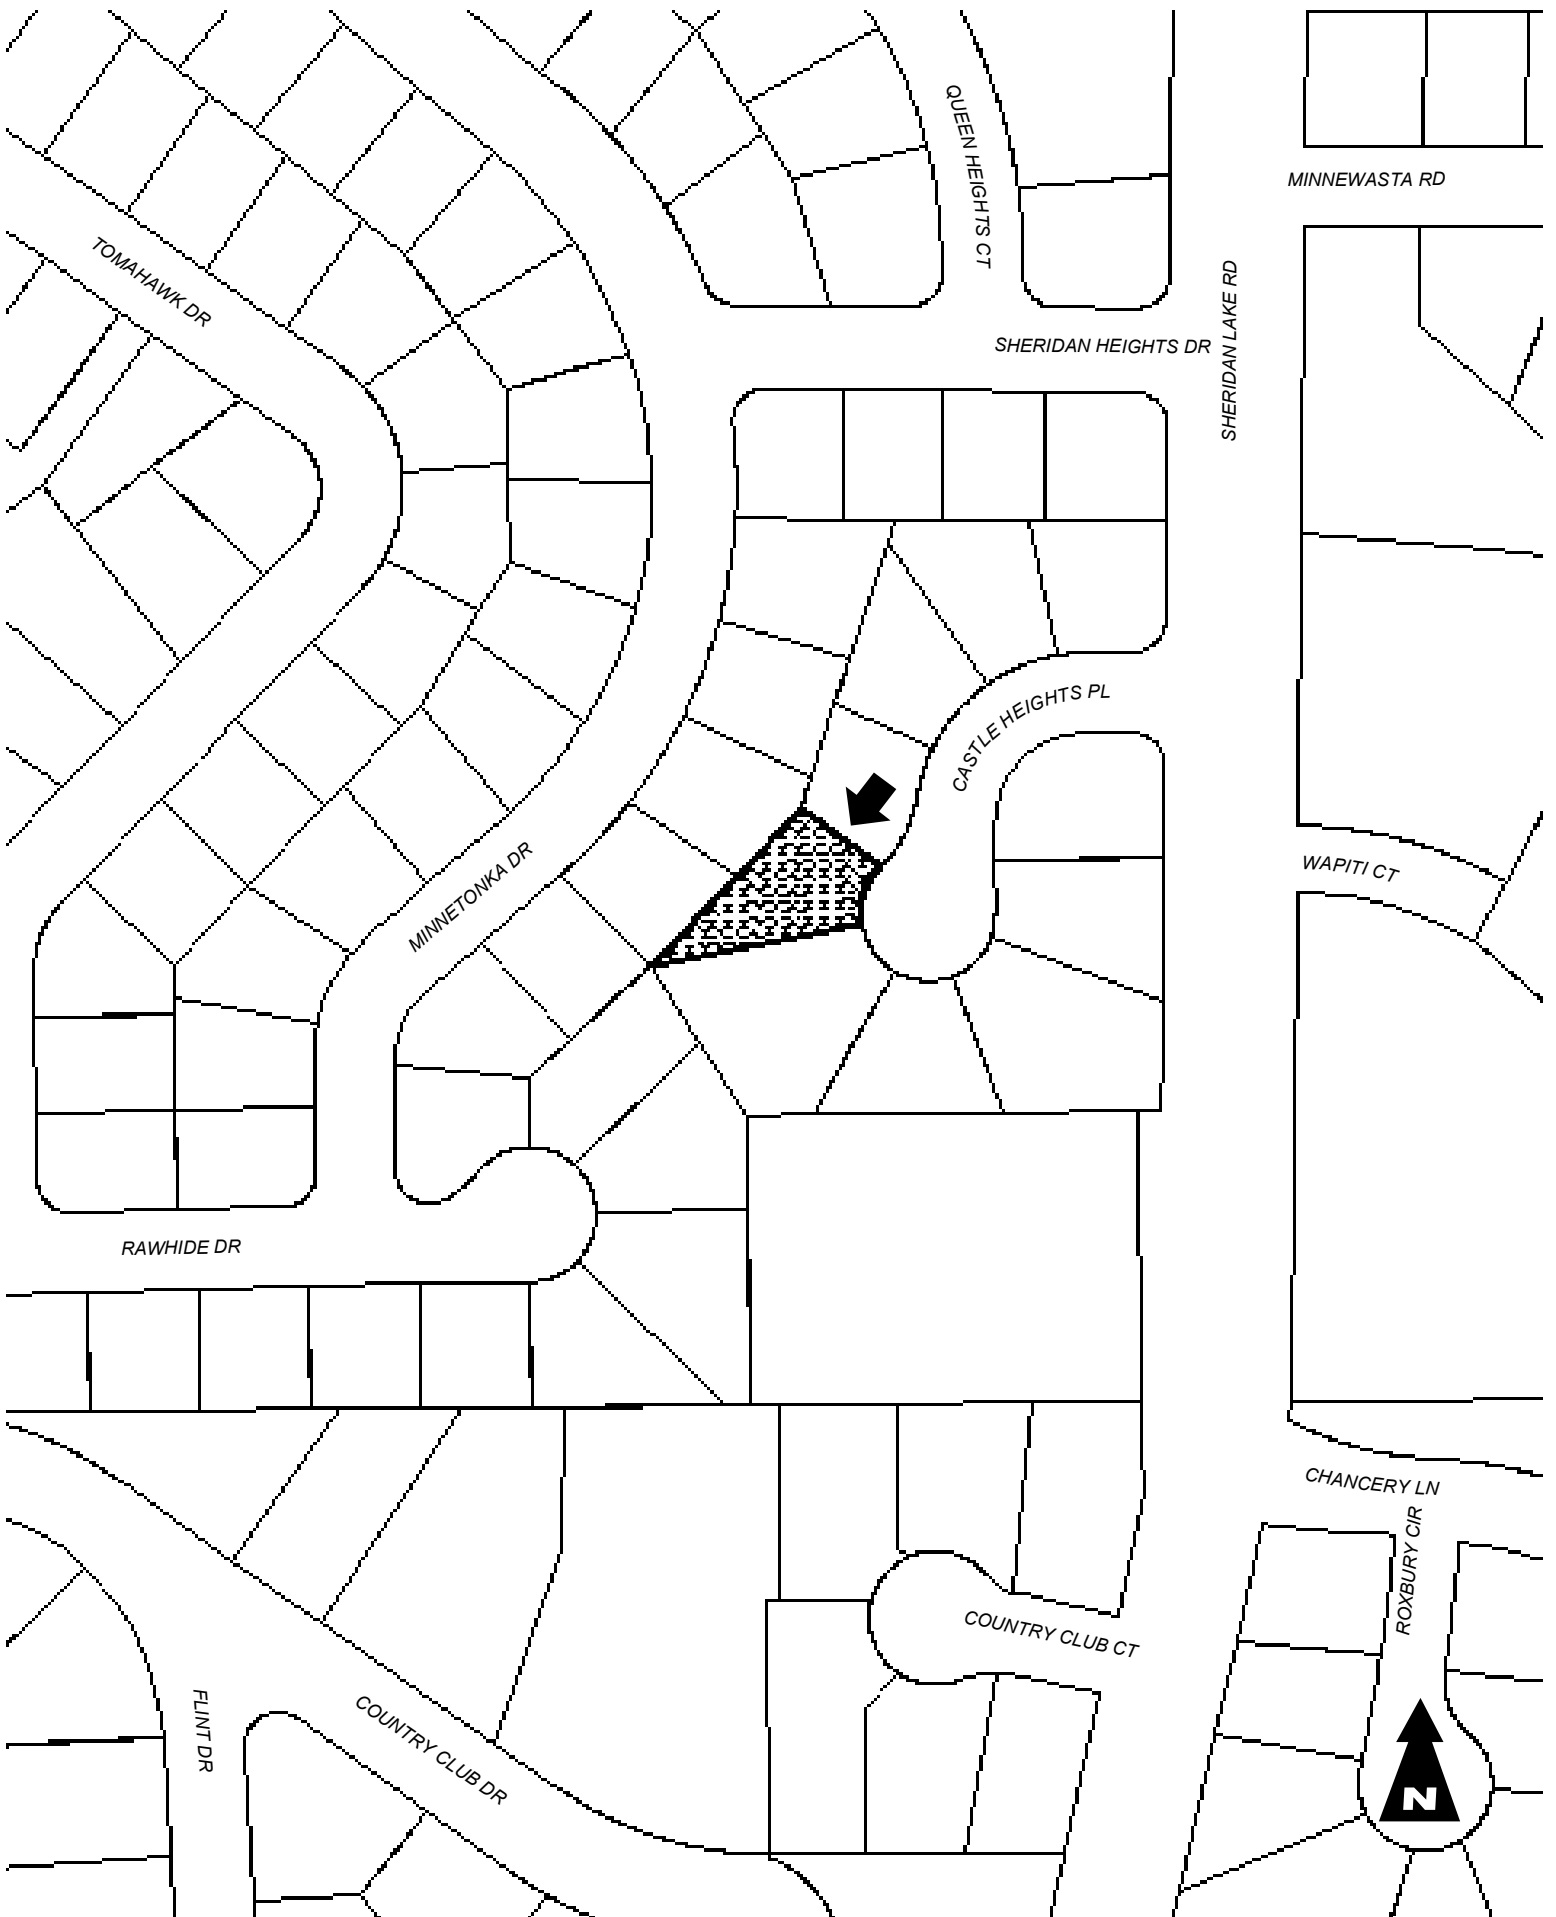 QUEEN HEIGHTS CT
MINNEWASTA RD
TOMAHAWK DR
SHERIDAN HEIGHTS DR
SHERIDAN LAKE RD
CASTLE HEIGHTS PL
MINNETONKA DR
WAPITI CT
RAWHIDE DR
CHANCERY LN
ROXBURY CIR
COUNTRY CLUB CT
FLINT DR
COUNTRY CLUB DR
N